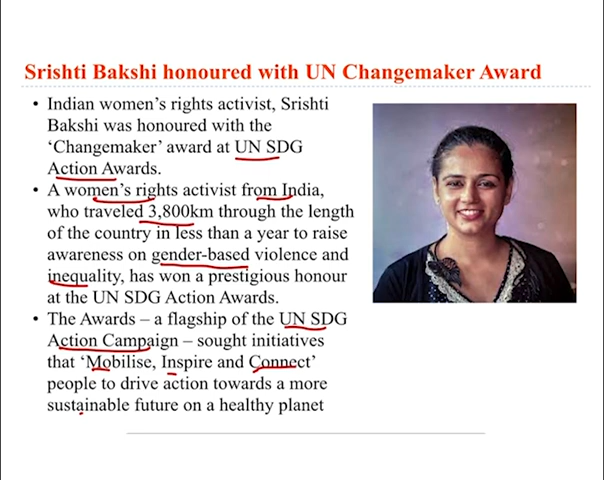 Srishti Bakshi honoured with UN Changemaker Award
• Indian women’s rights activist, Srishti
Bakshi was honoured with the
‘Changemaker’ award at UN SDG
Action Awards.
• A women’s rights activist from India,
who traveled 3,800km through the length
of the country in less than a year to raise
awareness on gender-based violence and
inequality, has won a prestigious honour
at the UN SDG Action Awards.
• The Awards – a flagship of the UN SDG
Action Campaign – sought initiatives
that ‘Mobilise, Inspire and Connect’
people to drive action towards a more
sustainable future on a healthy planet